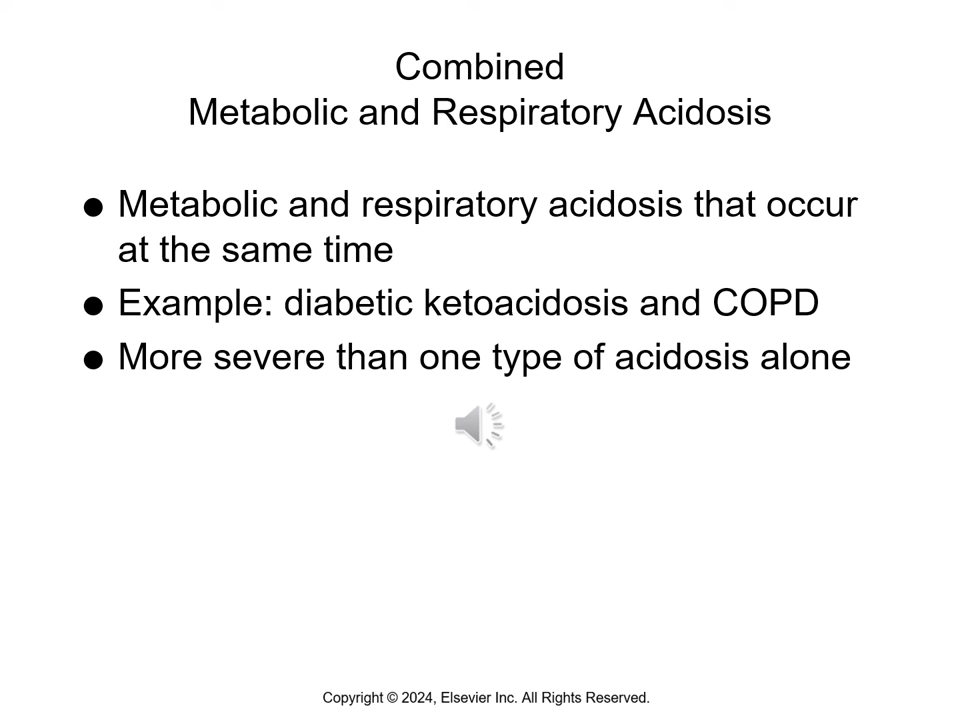 Combined
Metabolic and Respiratory Acidosis
● Metabolic and respiratory acidosis that occur
at the same time
● Example: diabetic ketoacidosis and COPD
● More severe than one type of acidosis alone
Copyright © 2024, Elsevier Inc. All Rights Reserved.